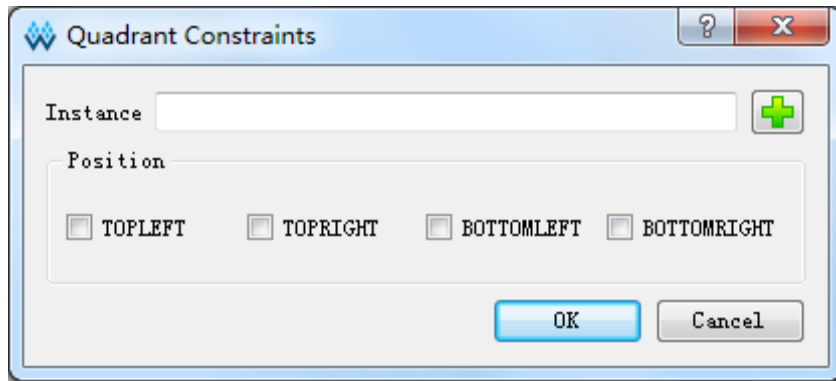 Quadrant Constraints
Instance
Position
TOPLEFT TOPRIGHT BOTTOMLEFT BOTTOMRIGHT
OK Cancel